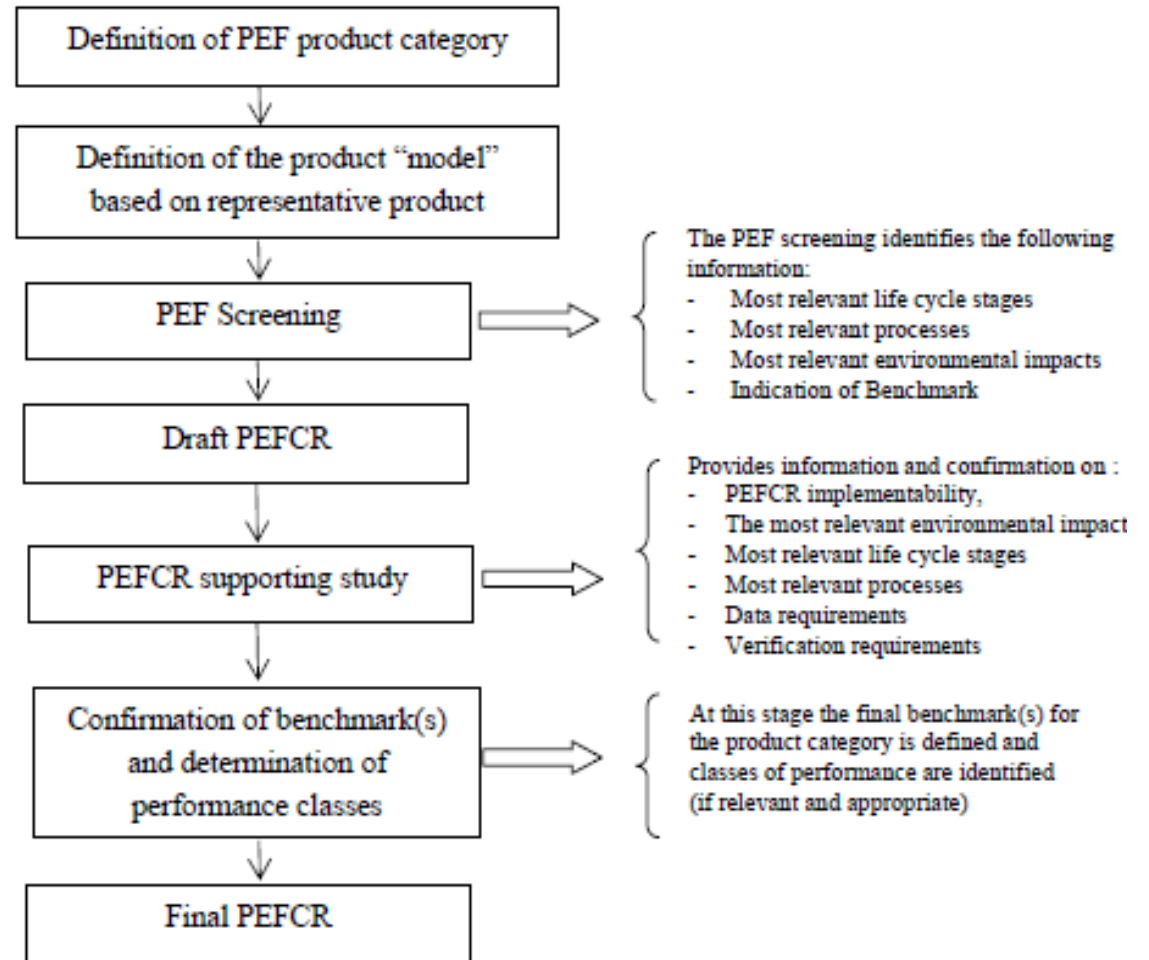 Definition of PEF product category
Definition of the product “model”
based on representative product
PEF Screening
The PEF screening identifies the following
information:
- Most relevant life cycle stages
- Most relevant processes
- Most relevant environmental impacts
- Indication of Benchmark
Draft PEFCR
PEFCR supporting study
Provides information and confirmation on :
- PEFCR implementability,
- The most relevant environmental impact
- Most relevant life cycle stages
- Most relevant processes
- Data requirements
- Verification requirements
Confirmation of benchmark(s)
and determination of
performance classes
At this stage the final benchmark(s) for
the product category is defined and
classes of performance are identified
(if relevant and appropriate)
Final PEFCR